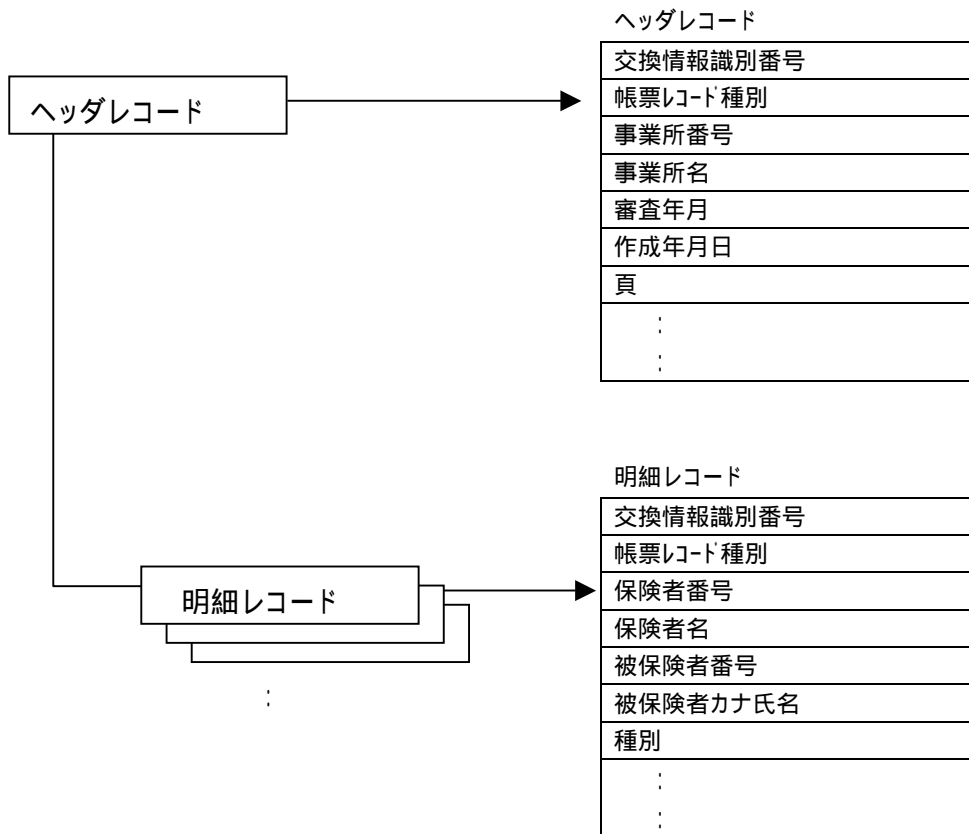 ヘッダレコード
ヘッダレコード
交換情報識別番号
帳票ﾚｺｰﾄﾞ種別
事業所番号
事業所名
審査年月
作成年月日
頁
:
:
明細レコード
明細レコード
:
交換情報識別番号
帳票ﾚｺｰﾄﾞ種別
保険者番号
保険者名
被保険者番号
被保険者カナ氏名
種別
:
: